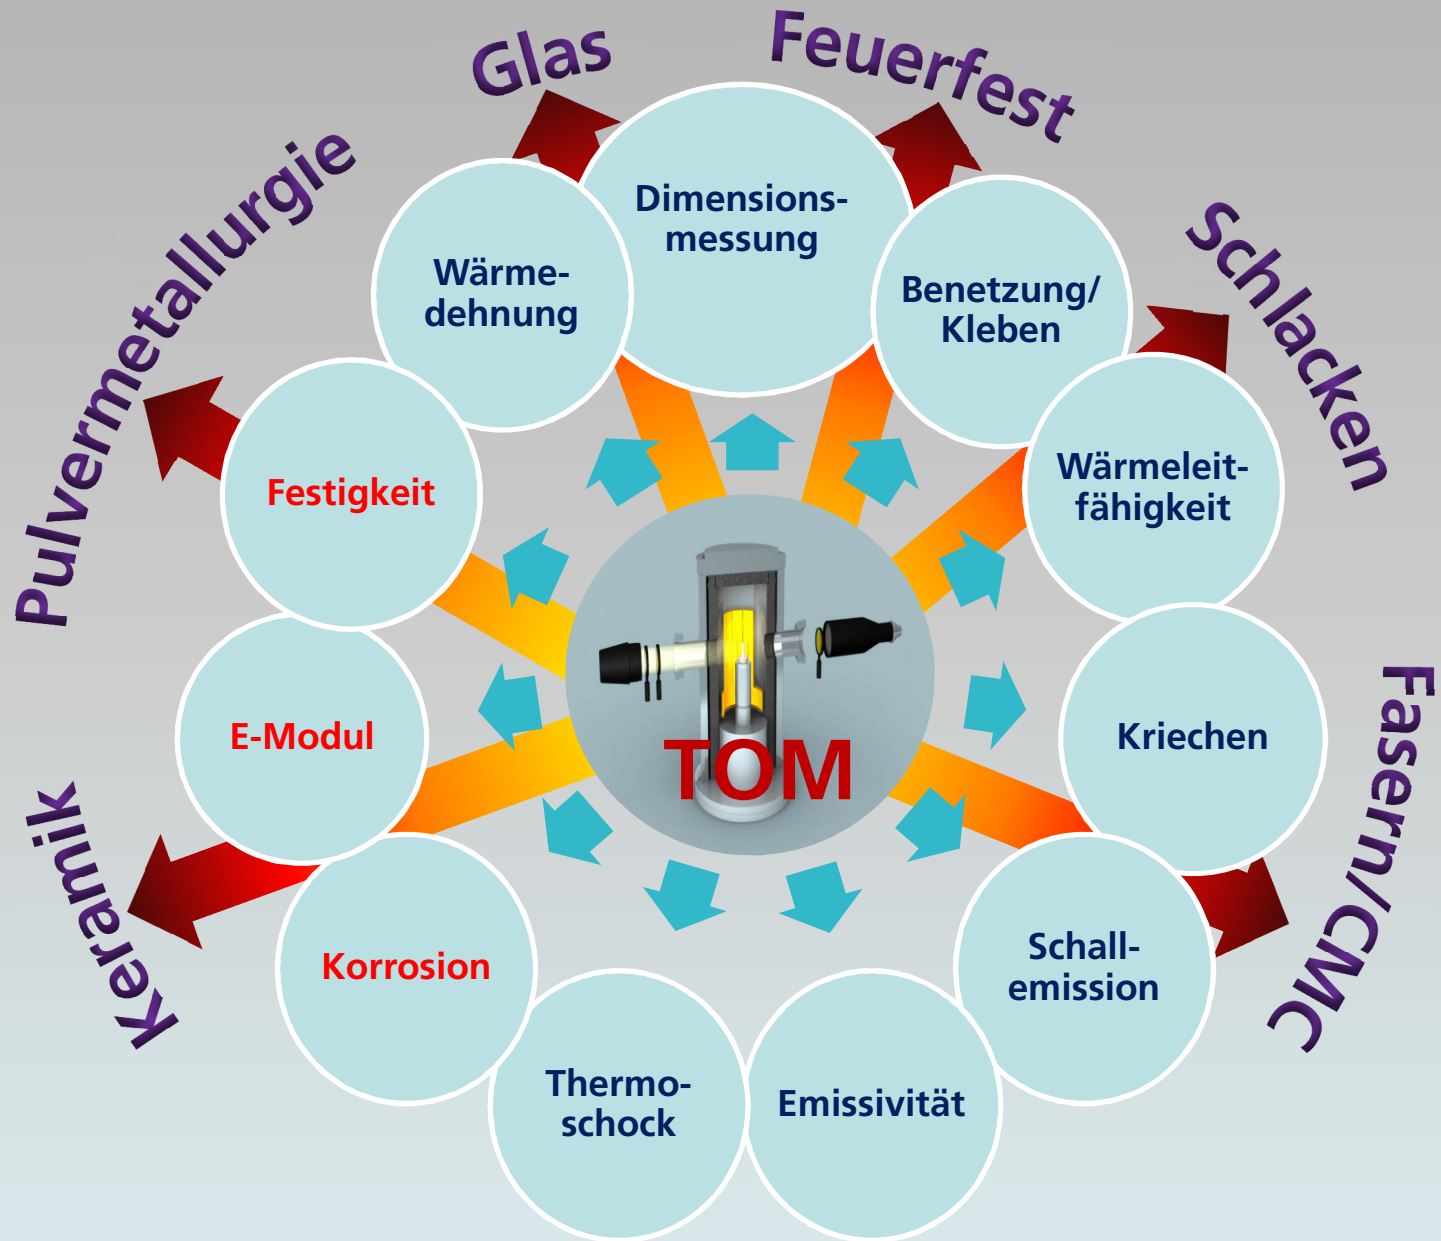 Glas
Feuerfest
Pulvermetallurgie
Schlacken
Fasern/CMC
Keramik
Dimensions-
messung
Wärme-
dehnung
Benetzung/
Kleben
Festigkeit
Wärmeleit-
fähigkeit
E-Modul
TOM
Kriechen
Korrosion
Schall-
emission
Thermo-
schock
Emissivität